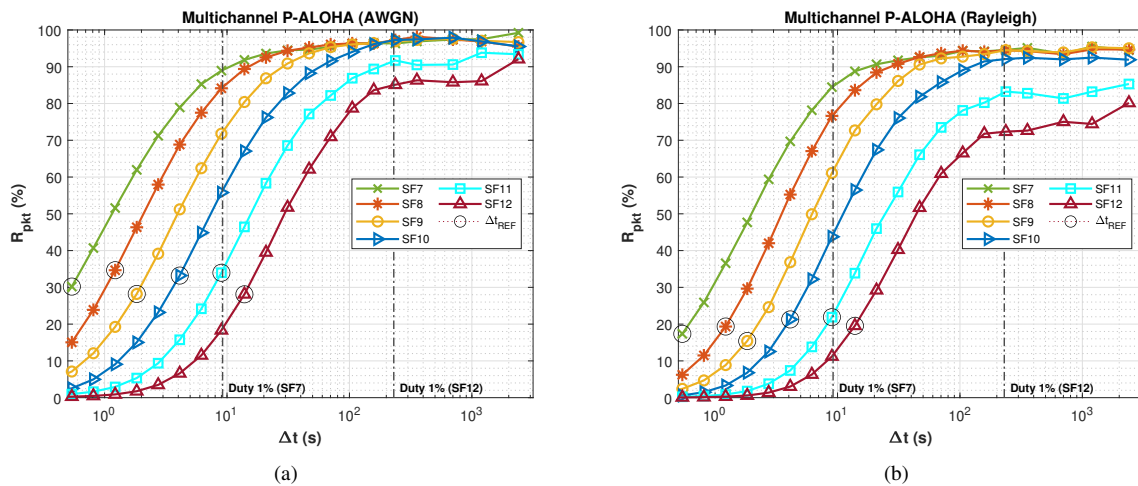 Multichannel P-ALOHA (AWGN)
R_pkt (%)
100
90
80
70
60
50
40
30
20
10
0
SF7
SF8
SF9
SF10
SF11
SF12
Δt_REF
Duty 1% (SF7)
Duty 1% (SF12)
10^0
10^1
10^2
10^3
Δt (s)
(a)
Multichannel P-ALOHA (Rayleigh)
R_pkt (%)
100
90
80
70
60
50
40
30
20
10
0
SF7
SF8
SF9
SF10
SF11
SF12
Δt_REF
Duty 1% (SF7)
Duty 1% (SF12)
10^0
10^1
10^2
10^3
Δt (s)
(b)